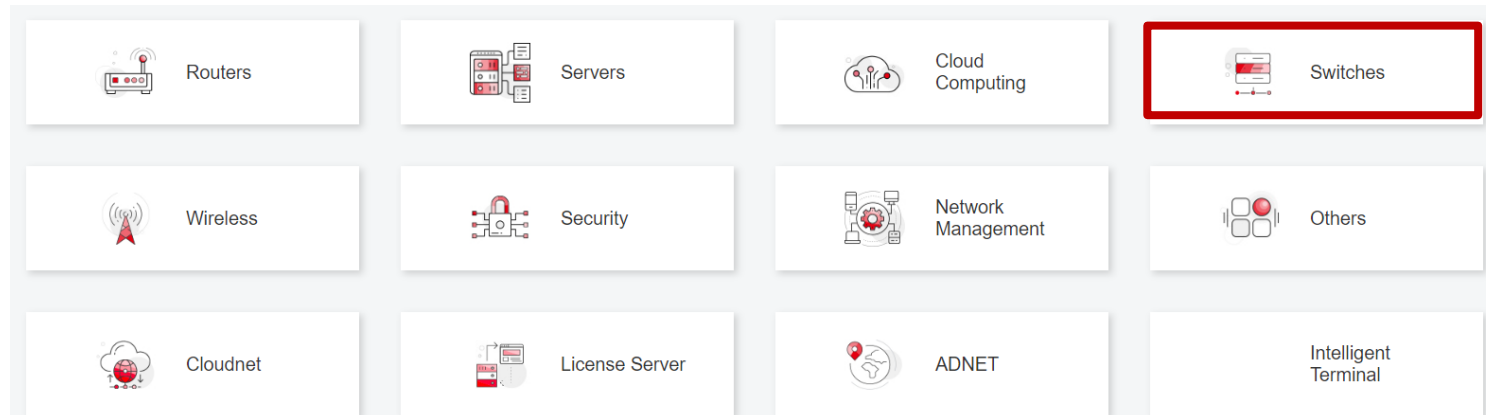 Routers
Servers
Cloud
Computing
Switches
Wireless
Security
Network
Management
Others
Cloudnet
License Server
ADNET
Intelligent
Terminal